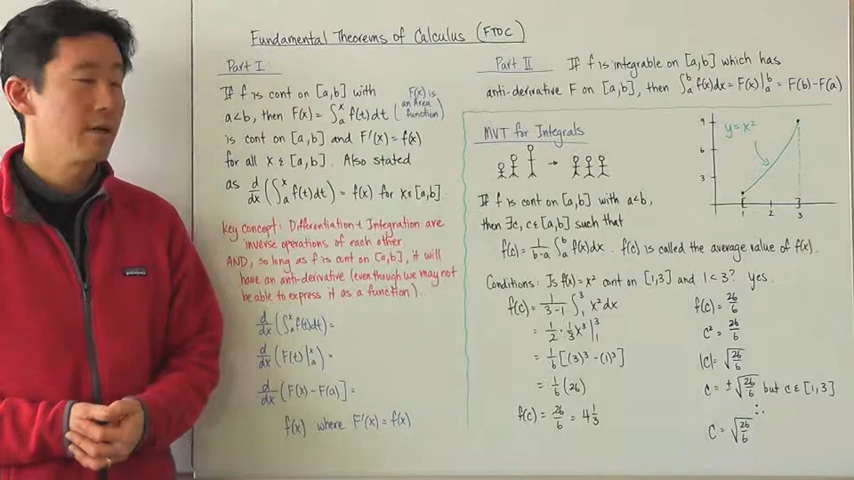 Fundamental Theorems of Calculus (FTOC)
Part I:
If f is cont on [a,b] with
a<b, then F(x) = ∫ₐˣ f(t)dt
(F(x) is
an area
function)
is cont on [a,b] and F'(x) = f(x)
for all x ε [a,b]. Also stated
as d/dx (∫ₐˣ f(t)dt) = f(x) for x ε [a,b].
Key Concept: Differentiation + Integration are
inverse operations of each other
AND, so long as f is cont on [a,b], it will
have an anti-derivative (even though we may not
be able to express it as a function).
d/dx (∫ₐˣ f(t)dt) =
d/dx (F(t)|ₐˣ) =
d/dx (F(x) - F(a)] =
f(x) where F'(x) = f(x)
Part II If f is integrable on [a,b] which has
anti-derivative F on [a,b], then ∫ₐᵇ f(x)dx = F(x)|ₐᵇ = F(b)-F(a)
MVT for Integrals
y = x²
9
6
3
1 2 3
If f is cont on [a,b] with a<b,
then ∃c, c ε [a,b] such that
f(c) = 1/(b-a) ∫ₐᵇ f(x)dx. f(c) is called the average value of f(x).
Conditions: Is f(x) = x² cont on [1,3] and 1<3? yes.
f(c) = 1/(3-1) ∫₁³ x² dx
= 1/2 · 1/3 x³ |₁³
= 1/6 [(3)³ - (1)³]
= 1/6 (26)
f(c) = 26/6 = 4 1/3
f(c) = 26/6
c² = 26/6
|c| = √(26/6)
c = ±√(26/6) but c ε [1,3]
∴
c = √(26/6)